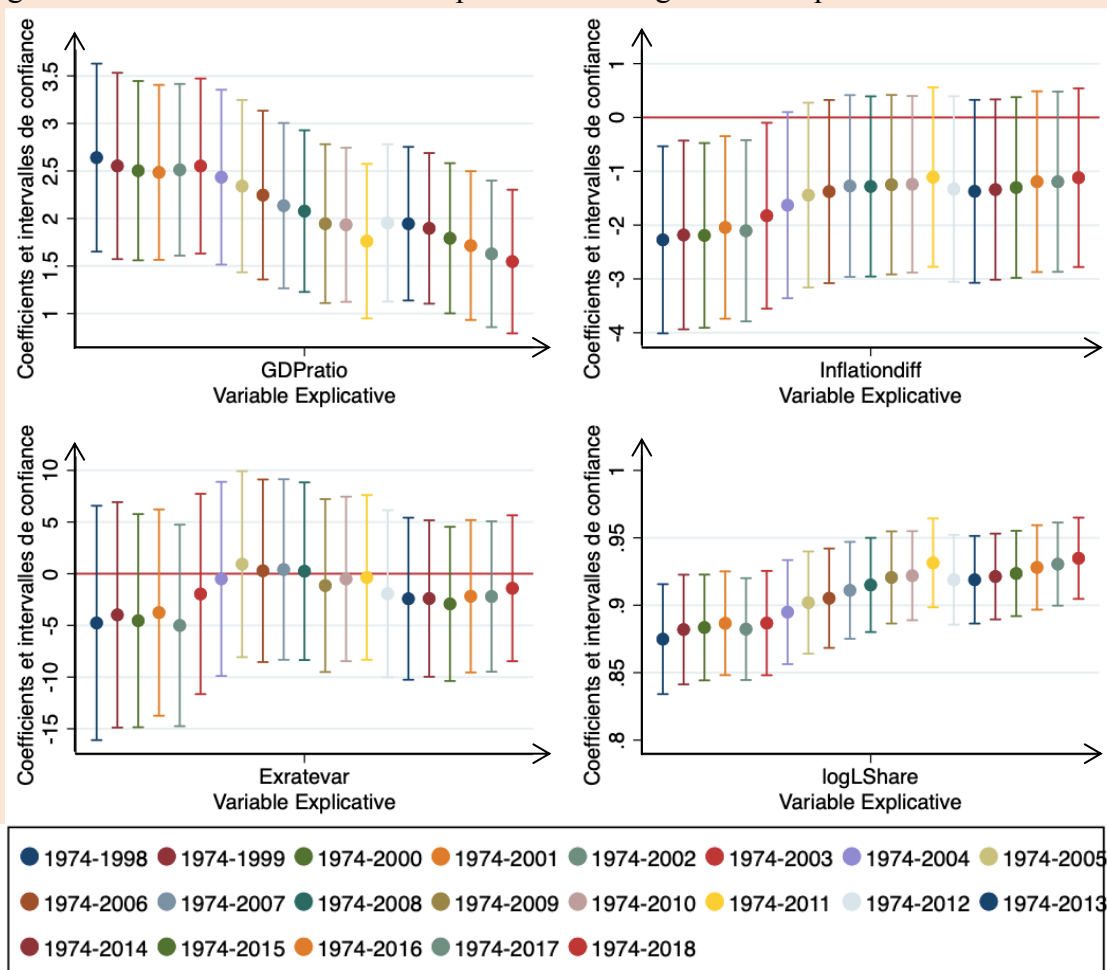 Coefficients et intervalles de confiance
3.5
3
2.5
2
1.5
1
GDPratio
Variable Explicative
Coefficients et intervalles de confiance
1
0
-1
-2
-3
-4
Inflationdiff
Variable Explicative
Coefficients et intervalles de confiance
10
5
0
-5
-10
-15
Exratevar
Variable Explicative
Coefficients et intervalles de confiance
1
.95
.9
.85
.8
logLShare
Variable Explicative
1974-1998 1974-1999 1974-2000 1974-2001 1974-2002 1974-2003 1974-2004 1974-2005
1974-2006 1974-2007 1974-2008 1974-2009 1974-2010 1974-2011 1974-2012 1974-2013
1974-2014 1974-2015 1974-2016 1974-2017 1974-2018